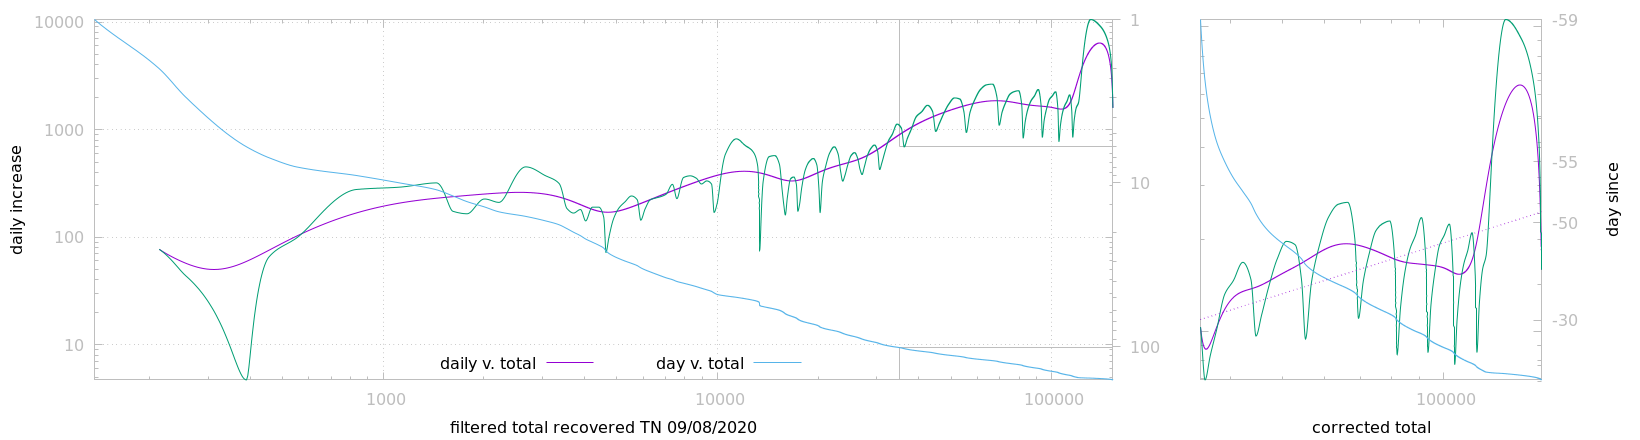 10000
1000
100
10
daily increase
1000
10000
100000
filtered total recovered TN 09/08/2020
daily v. total
day v. total
1
10
100
-59
-55
-50
-30
day since
100000
corrected total